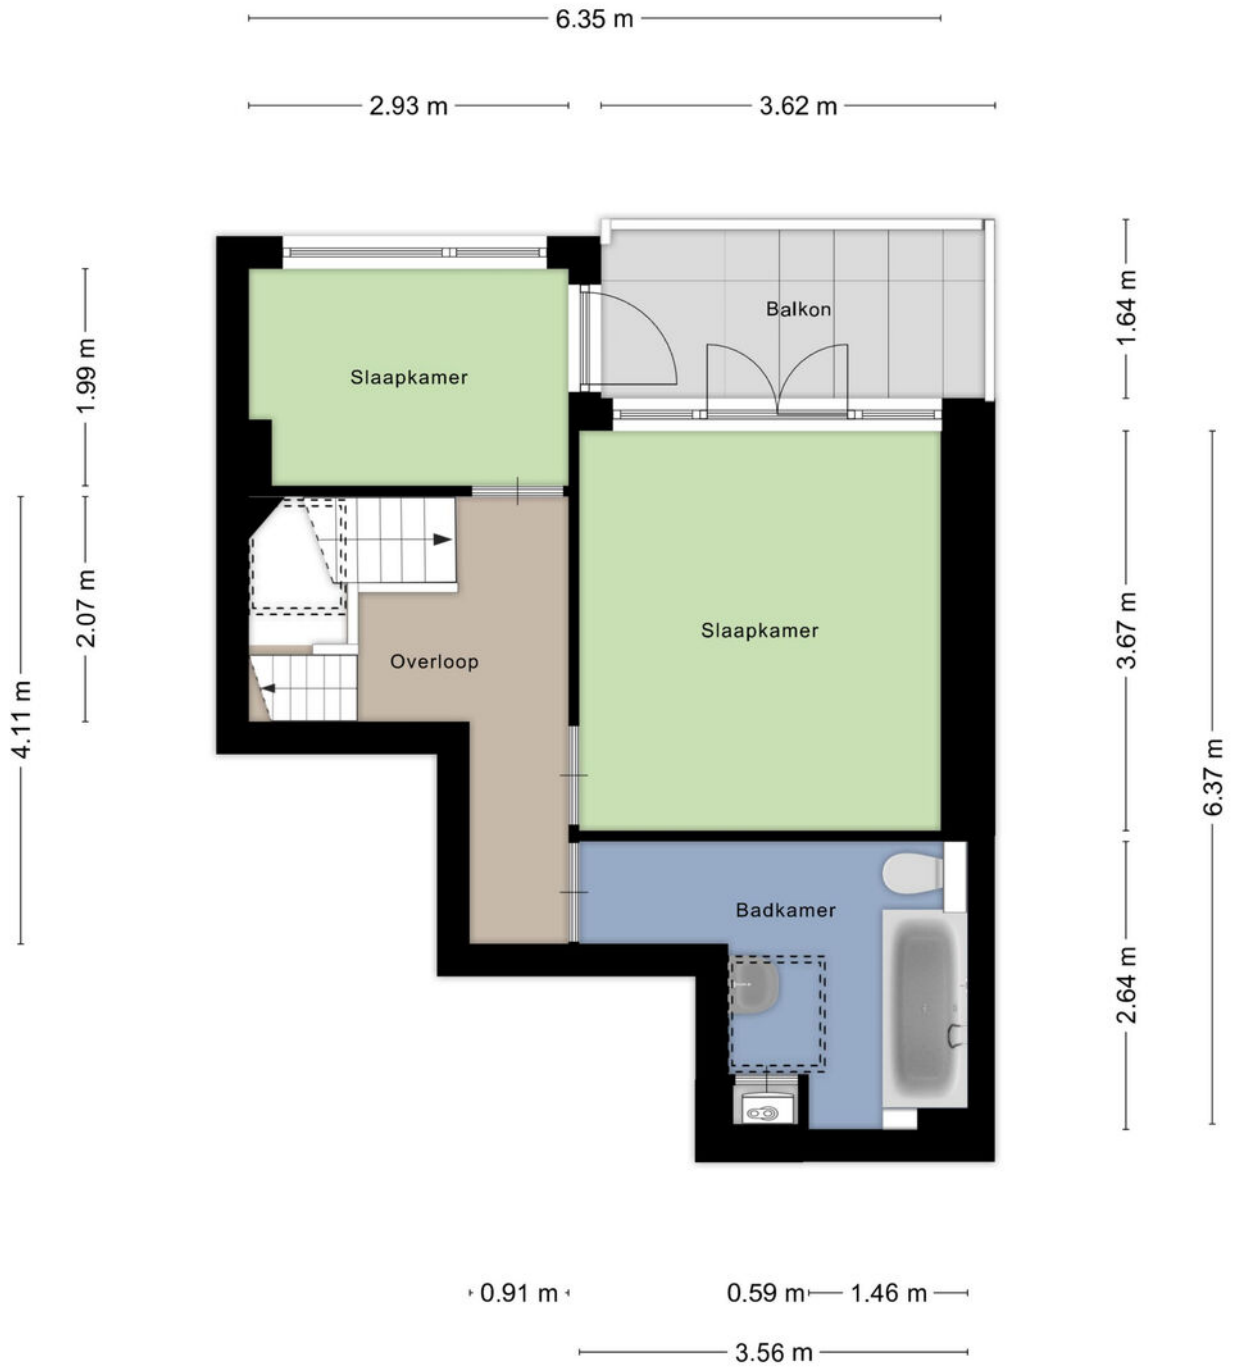 6.35 m
2.93 m
3.62 m
Balkon
1.64 m
1.99 m
Slaapkamer
Slaapkamer
3.67 m
2.07 m
Overloop
4.11 m
6.37 m
Badkamer
2.64 m
0.91 m
0.59 m
1.46 m
3.56 m